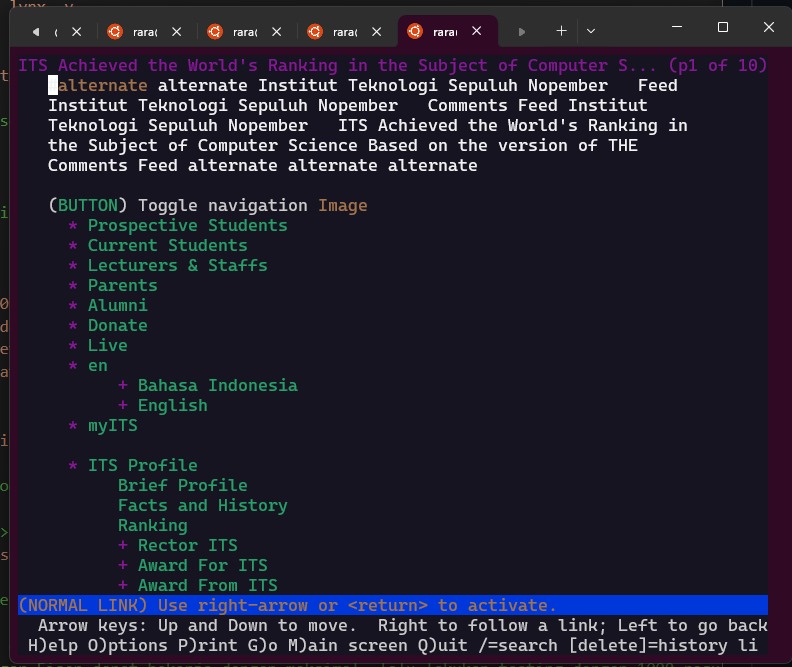 lynx -v
rara( rara( rara( rara(
ITS Achieved the World's Ranking in the Subject of Computer S... (p1 of 10)
alternate alternate Institut Teknologi Sepuluh Nopember   Feed
Institut Teknologi Sepuluh Nopember   Comments Feed Institut
Teknologi Sepuluh Nopember   ITS Achieved the World's Ranking in
the Subject of Computer Science Based on the version of THE
Comments Feed alternate alternate alternate
(BUTTON) Toggle navigation Image
* Prospective Students
* Current Students
* Lecturers & Staffs
* Parents
* Alumni
* Donate
* Live
* en
+ Bahasa Indonesia
+ English
* myITS
* ITS Profile
Brief Profile
Facts and History
Ranking
+ Rector ITS
+ Award For ITS
+ Award From ITS
(NORMAL LINK) Use right-arrow or <return> to activate.
Arrow keys: Up and Down to move.  Right to follow a link; Left to go back
H)elp O)ptions P)rint G)o M)ain screen Q)uit /=search [delete]=history li